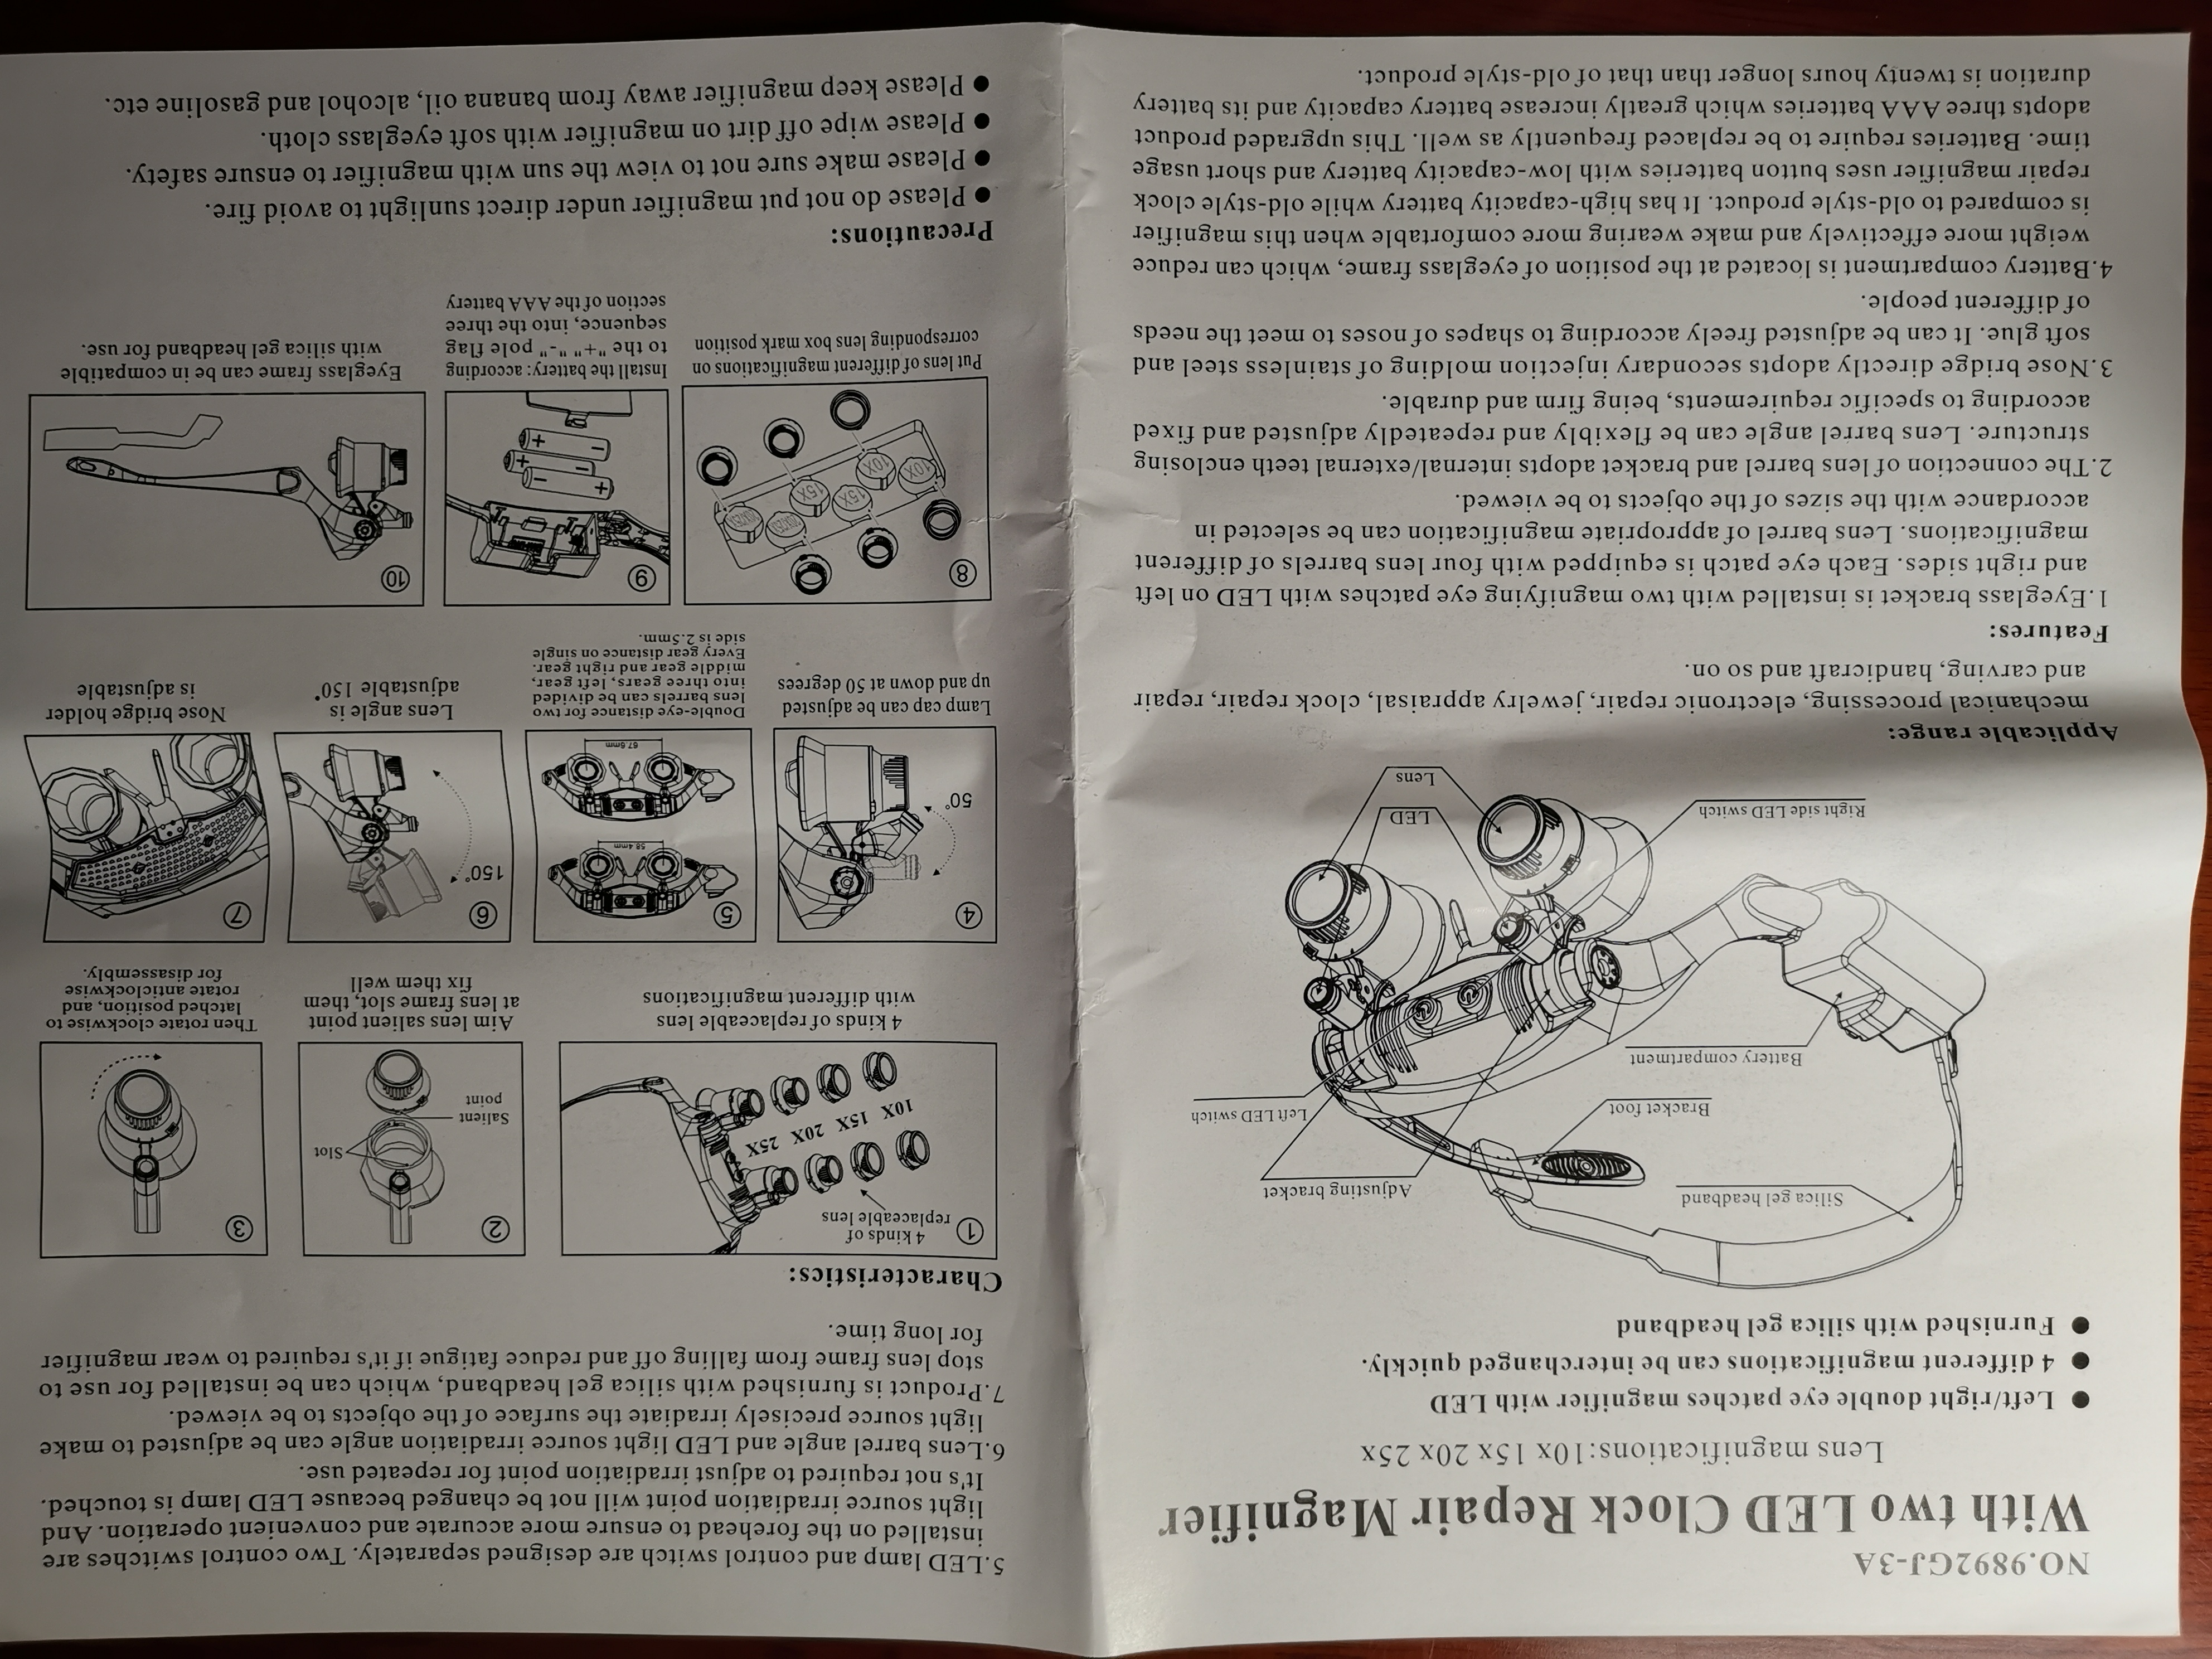 NO.9892GJ-3A
With two LED Clock Repair Magnifier
Lens magnifications:10x 15x 20x 25x
● Left/right double eye patches magnifier with LED
● 4 different magnifications can be interchanged quickly.
● Furnished with silica gel headband
Silica gel headband
Adjusting bracket
Bracket foot
Left LED switch
Battery compartment
Right side LED switch
LED
Lens
Applicable range:
mechanical processing, electronic repair, jewelry appraisal, clock repair, repair
and carving, handicraft and so on.
Features:
1.Eyeglass bracket is installed with two magnifying eye patches with LED on left
and right sides. Each eye patch is equipped with four lens barrels of different
magnifications. Lens barrel of appropriate magnification can be selected in
accordance with the sizes of the objects to be viewed.
2.The connection of lens barrel and bracket adopts internal/external teeth enclosing
structure. Lens barrel angle can be flexibly and repeatedly adjusted and fixed
according to specific requirements, being firm and durable.
3.Nose bridge directly adopts secondary injection molding of stainless steel and
soft glue. It can be adjusted freely according to shapes of noses to meet the needs
of different people.
4.Battery compartment is located at the position of eyeglass frame, which can reduce
weight more effectively and make wearing more comfortable when this magnifier
is compared to old-style product. It has high-capacity battery while old-style clock
repair magnifier uses button batteries with low-capacity battery and short usage
time. Batteries require to be replaced frequently as well. This upgraded product
adopts three AAA batteries which greatly increase battery capacity and its battery
duration is twenty hours longer than that of old-style product.
5.LED lamp and control switch are designed separately. Two control switches are
installed on the forehead to ensure more accurate and convenient operation. And
light source irradiation point will not be changed because LED lamp is touched.
It's not required to adjust irradiation point for repeated use.
6.Lens barrel angle and LED light source irradiation angle can be adjusted to make
light source precisely irradiate the surface of the objects to be viewed.
7.Product is furnished with silica gel headband, which can be installed for use to
stop lens frame from falling off and reduce fatigue if it's required to wear magnifier
for long time.
Characteristics:
①
4 kinds of
replaceable lens
10X 15X 20X 25X
4 kinds of replaceable lens
with different magnifications
②
Slot
Salient
point
Aim lens salient point
at lens frame slot, them
fix them well
③
Then rotate clockwise to
latched position, and
rotate anticlockwise
for disassembly.
④
50°
Lamp cap can be adjusted
up and down at 50 degrees
⑤
58.4mm
67.6mm
Double-eye distance for two
lens barrels can be divided
into three gears, left gear,
middle gear and right gear.
Every gear distance on single
side is 2.5mm.
⑥
150°
Lens angle is
adjustable 150°
⑦
Nose bridge holder
is adjustable
⑧
10X 10X 15X 15X
Put lens of different magnifications on
corresponding lens box mark position
⑨
+ − − + − +
Install the battery: according
to the "+" "-" pole flag
sequence, into the three
section of the AAA battery
⑩
Eyeglass frame can be in compatible
with silica gel headband for use.
Precautions:
● Please do not put magnifier under direct sunlight to avoid fire.
● Please make sure not to view the sun with magnifier to ensure safety.
● Please wipe off dirt on magnifier with soft eyeglass cloth.
● Please keep magnifier away from banana oil, alcohol and gasoline etc.